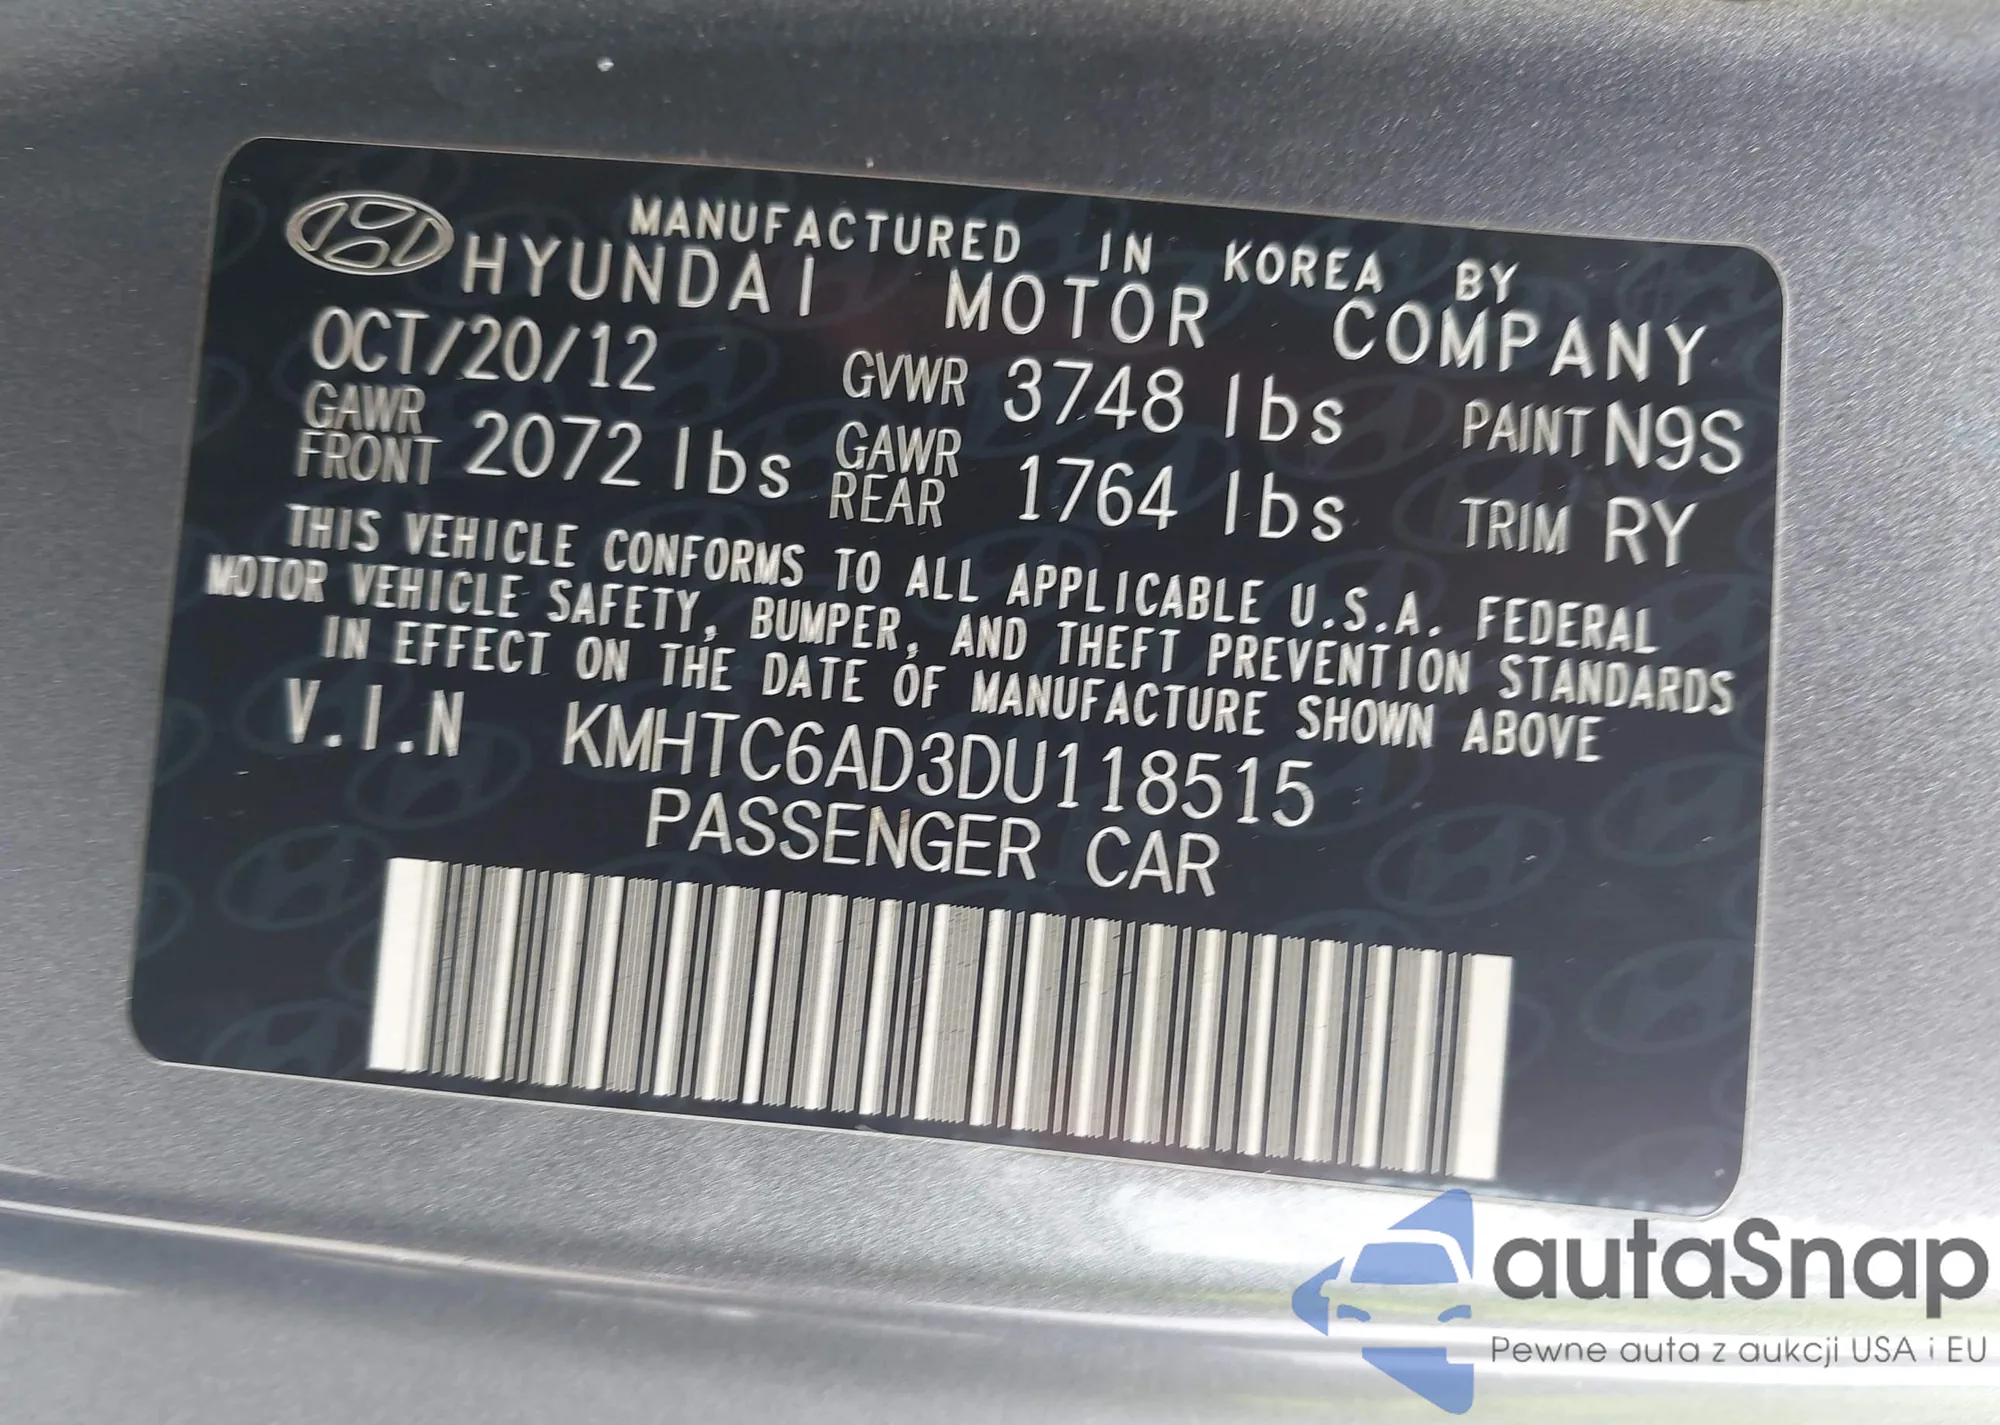 MANUFACTURED IN KOREA BY
HYUNDAI MOTOR COMPANY
OCT/20/12 GVWR 3748 lbs PAINT N9S
GAWR FRONT 2072 lbs GAWR REAR 1764 lbs TRIM RY
THIS VEHICLE CONFORMS TO ALL APPLICABLE U.S.A. FEDERAL
MOTOR VEHICLE SAFETY, BUMPER, AND THEFT PREVENTION STANDARDS
IN EFFECT ON THE DATE OF MANUFACTURE SHOWN ABOVE
V.I.N KMHTC6AD3DU118515
PASSENGER CAR
autaSnap
Pewne auta z aukcji USA i EU